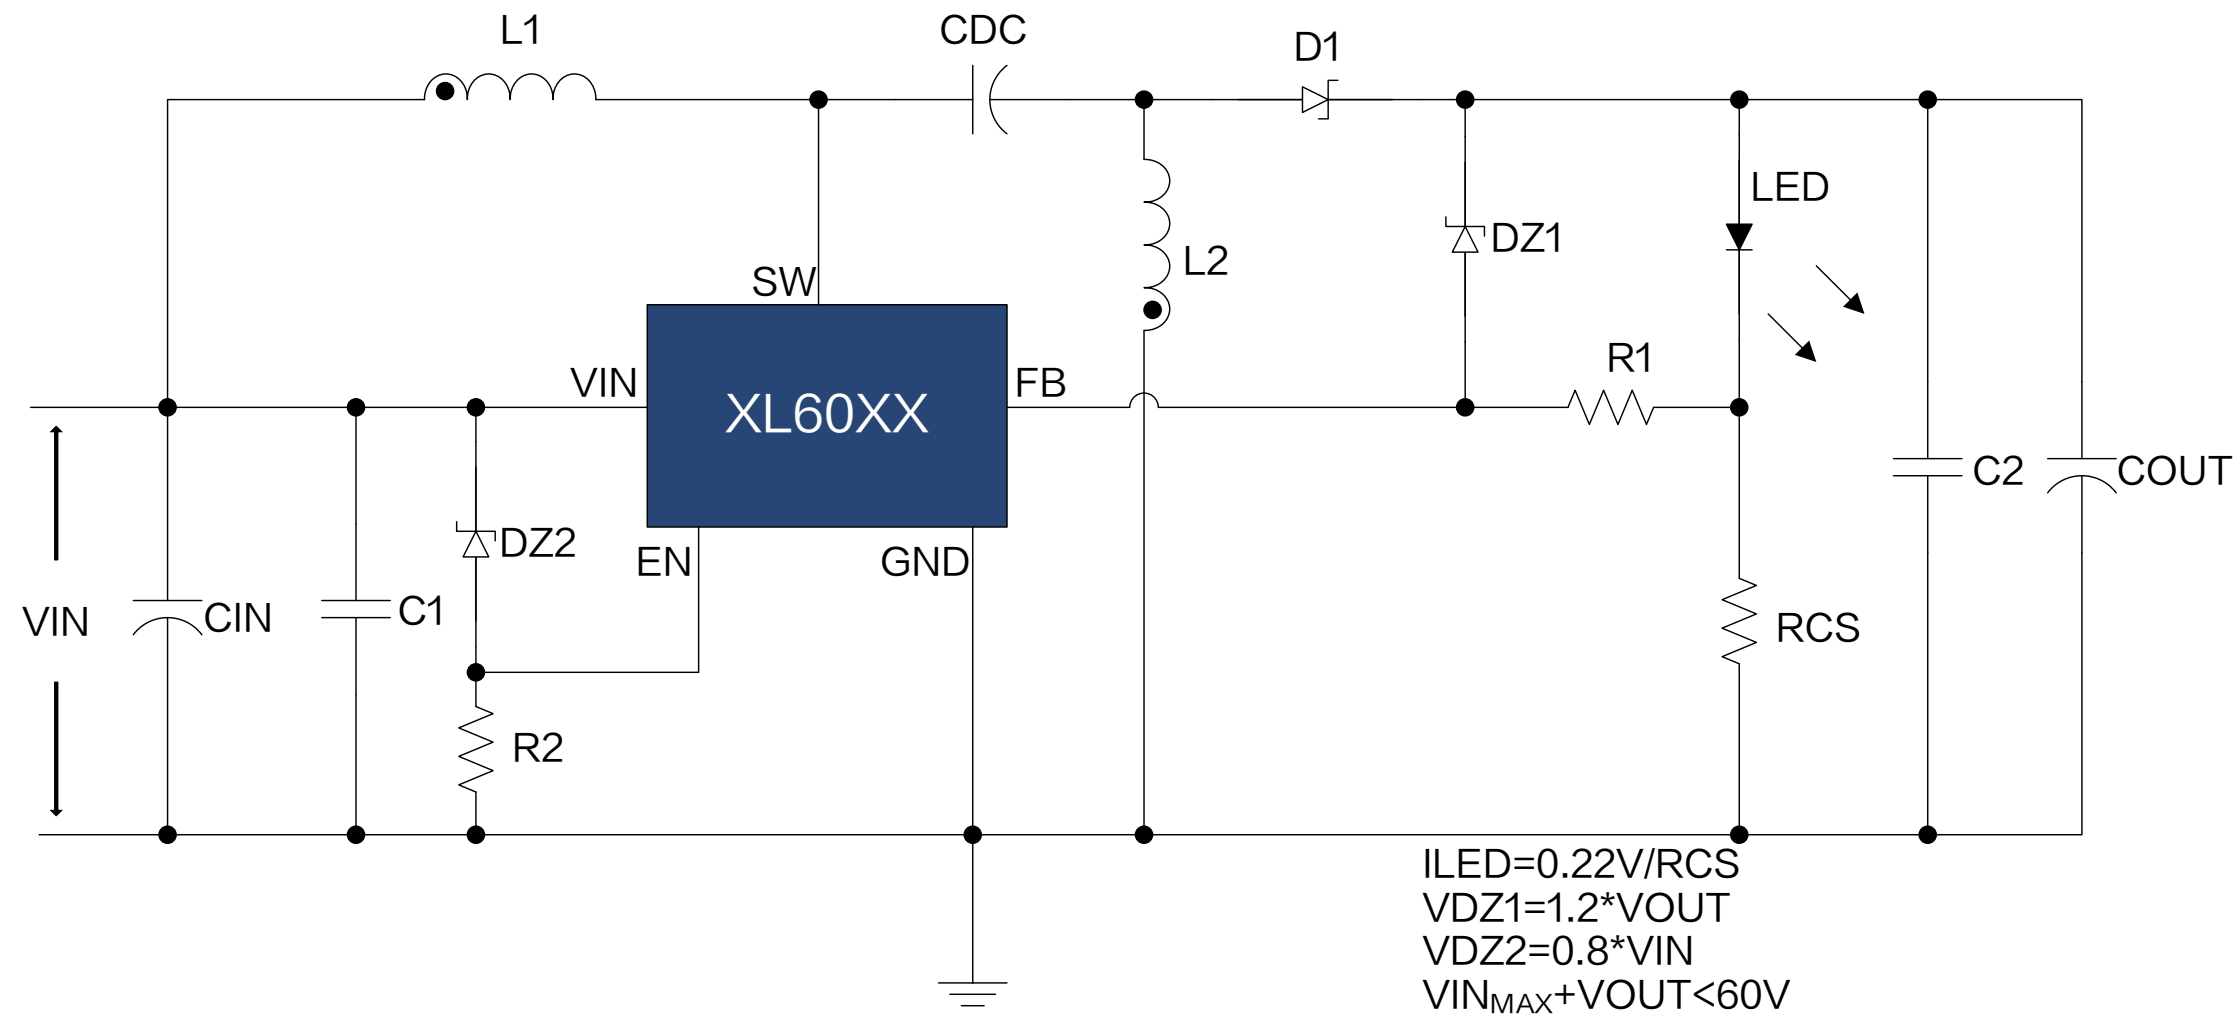 L1
CDC
D1
LED
SW
DZ1
L2
R1
VIN
FB
XL60XX
C2
COUT
DZ2
EN
GND
CIN
C1
VIN
RCS
R2
ILED=0.22V/RCS
VDZ1=1.2*VOUT
VDZ2=0.8*VIN
VINMAX+VOUT<60V